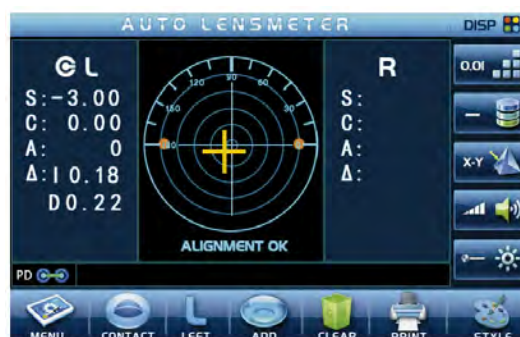 AUTO LENSMETER
DISP
L
S:-3.00
C: 0.00
A: 0
Δ:I 0.18
D0.22
120
90
60
150
30
ALIGNMENT OK
R
S:
C:
A:
Δ:
0.01
X-Y
PD
MENU
CONTACT
LEFT
ADD
CLEAR
PRINT
STYLE